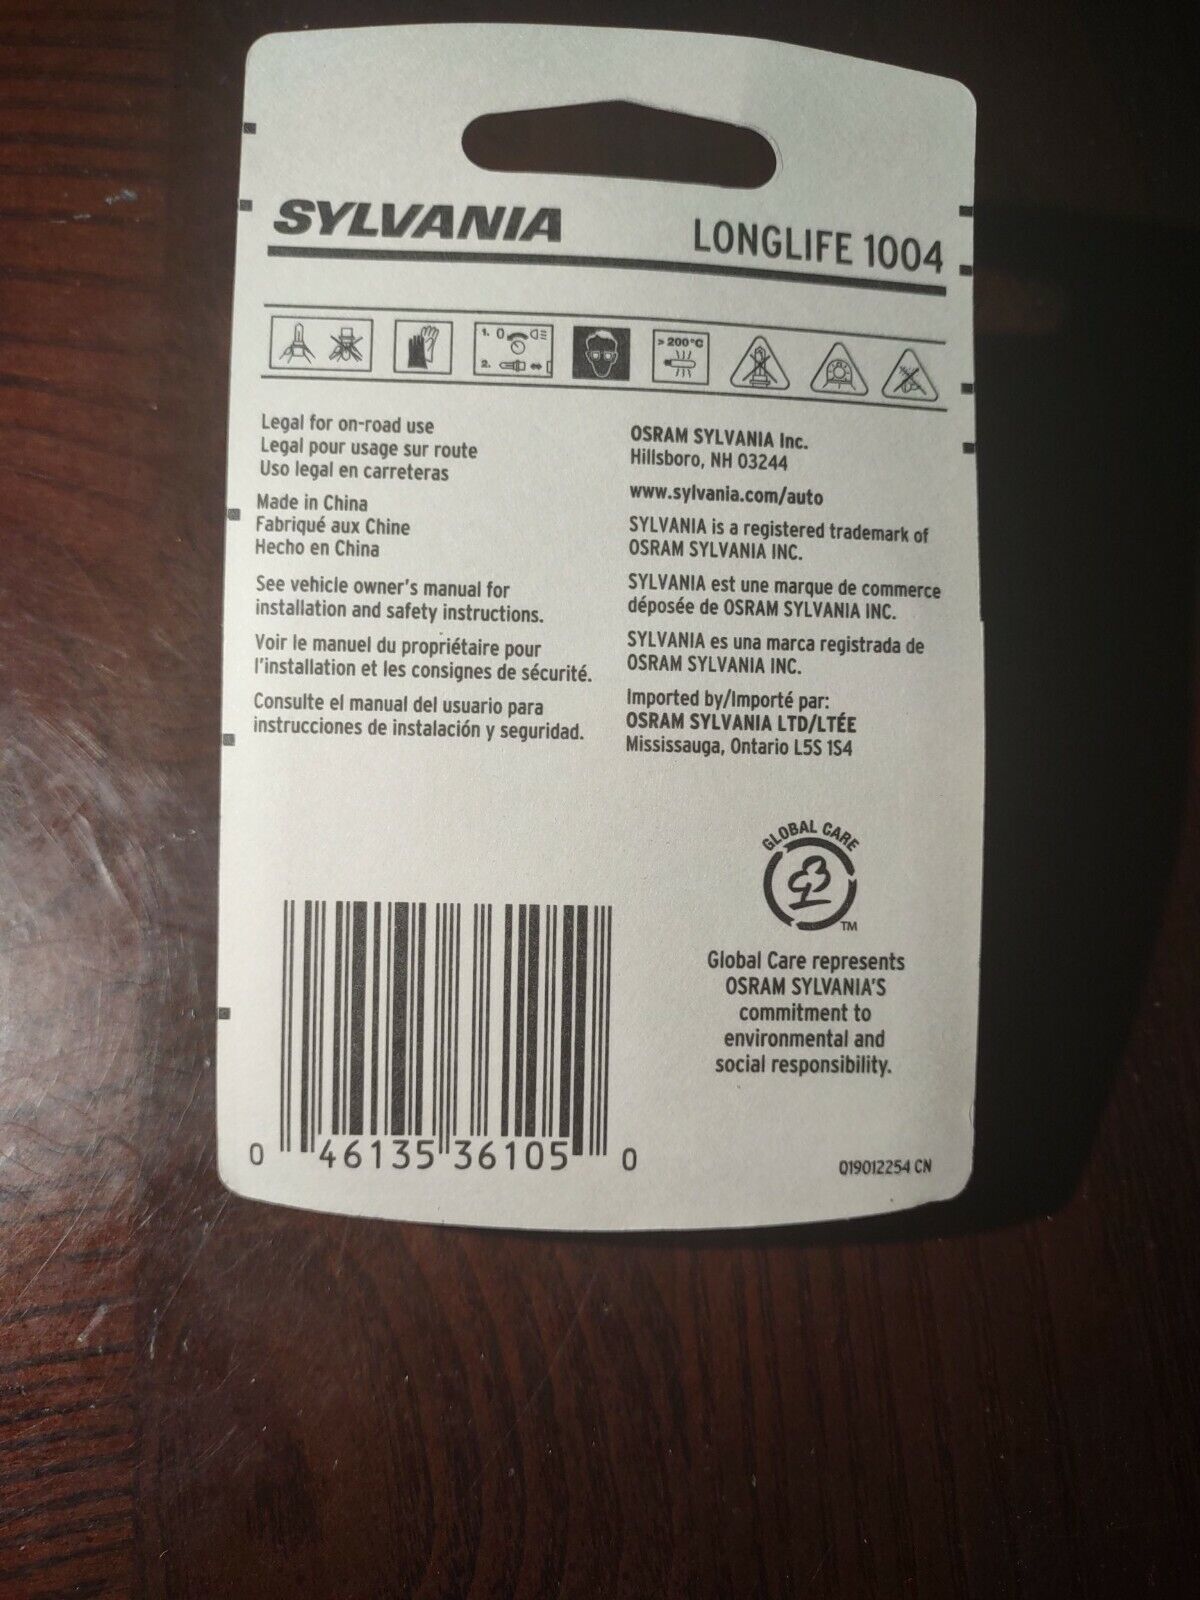 SYLVANIA
LONGLIFE 1004
1. 0
2.
> 200°C
Legal for on-road use
Legal pour usage sur route
Uso legal en carreteras
Made in China
Fabriqué aux Chine
Hecho en China
See vehicle owner's manual for
installation and safety instructions.
Voir le manuel du propriétaire pour
l'installation et les consignes de sécurité.
Consulte el manual del usuario para
instrucciones de instalación y seguridad.
OSRAM SYLVANIA Inc.
Hillsboro, NH 03244
www.sylvania.com/auto
SYLVANIA is a registered trademark of
OSRAM SYLVANIA INC.
SYLVANIA est une marque de commerce
déposée de OSRAM SYLVANIA INC.
SYLVANIA es una marca registrada de
OSRAM SYLVANIA INC.
Imported by/Importé par:
OSRAM SYLVANIA LTD/LTÉE
Mississauga, Ontario L5S 1S4
GLOBAL CARE
TM
Global Care represents
OSRAM SYLVANIA'S
commitment to
environmental and
social responsibility.
0 46135 36105 0
Q19012254 CN